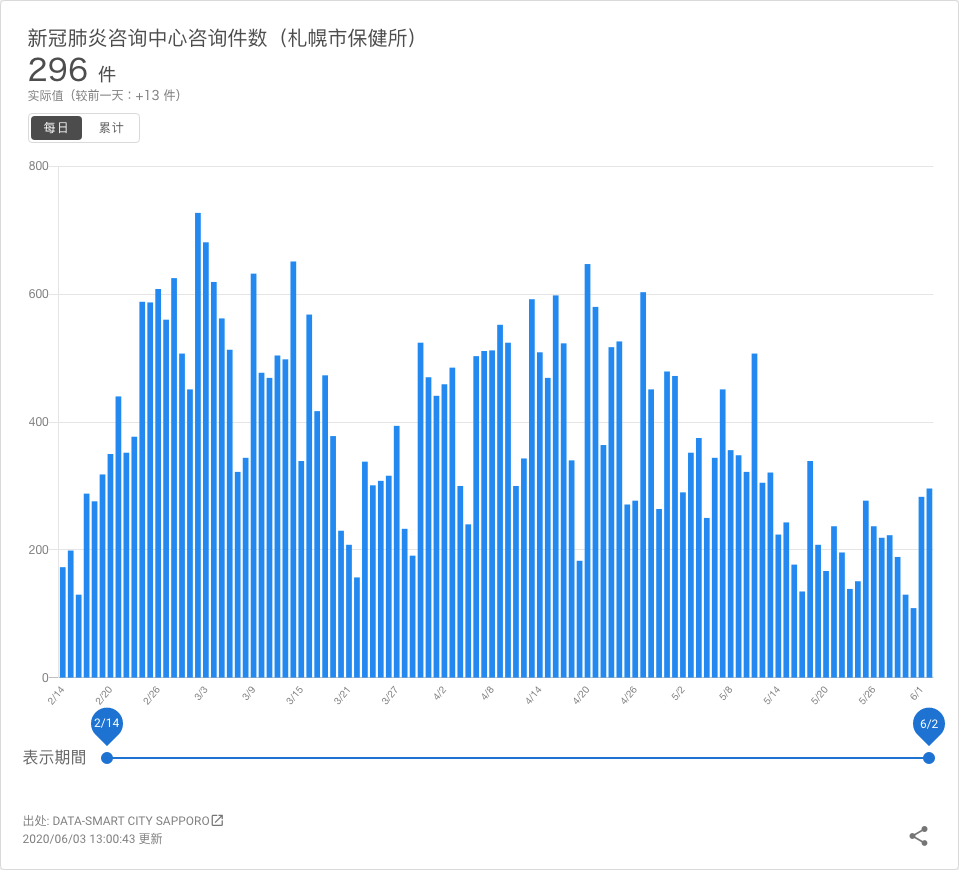 新冠肺炎咨询中心咨询件数（札幌市保健所）
296 件
实际值（较前一天：+13 件）
每日 累计
800
600
400
200
0
2/14 2/20 2/26 3/3 3/9 3/15 3/21 3/27 4/2 4/8 4/14 4/20 4/26 5/2 5/8 5/14 5/20 5/26 6/1
2/14 6/2
表示期間
出处: DATA-SMART CITY SAPPORO
2020/06/03 13:00:43 更新